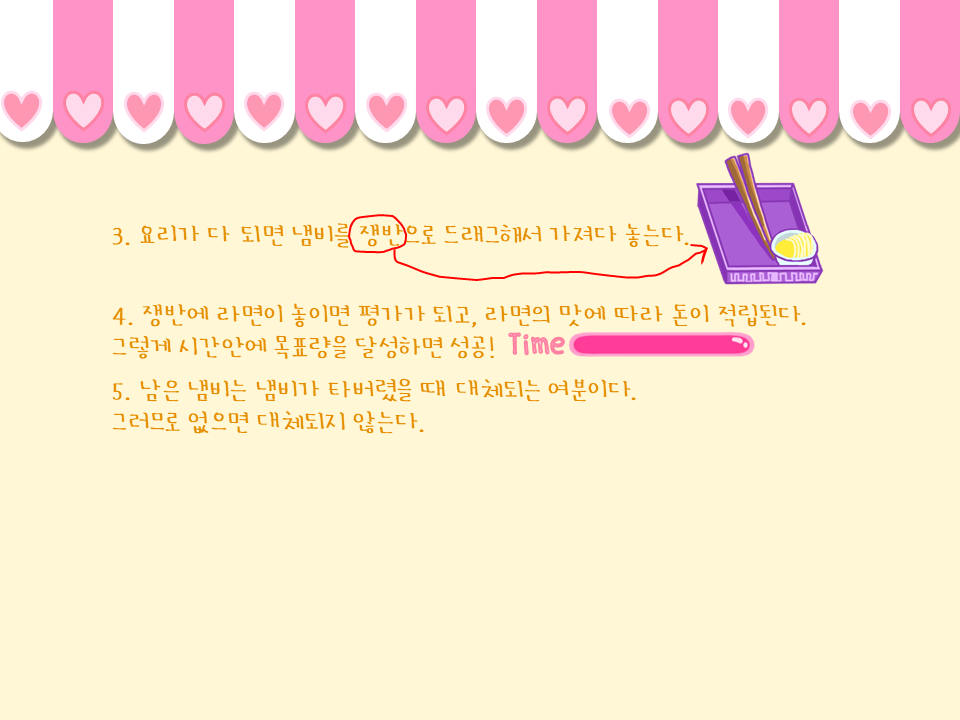 3. 요리가 다 되면 냄비를 쟁반으로 드래그해서 가져다 놓는다.
4. 쟁반에 라면이 놓이면 평가가 되고, 라면의 맛에 따라 돈이 적립된다.
그렇게 시간안에 목표량을 달성하면 성공! Time
5. 남은 냄비는 냄비가 타버렸을 때 대체되는 여분이다.
그러므로 없으면 대체되지 않는다.